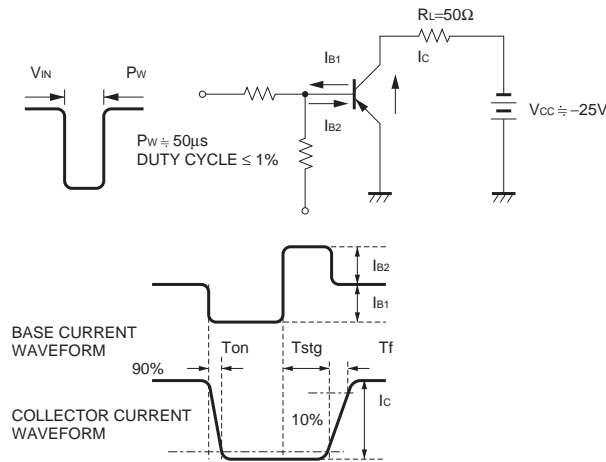 RL=50Ω
IB1
IC
VIN
PW
VCC ≒ −25V
IB2
PW ≒ 50μs
DUTY CYCLE ≤ 1%
IB2
IB1
BASE CURRENT
WAVEFORM
Ton
Tstg
Tf
90%
IC
10%
COLLECTOR CURRENT
WAVEFORM